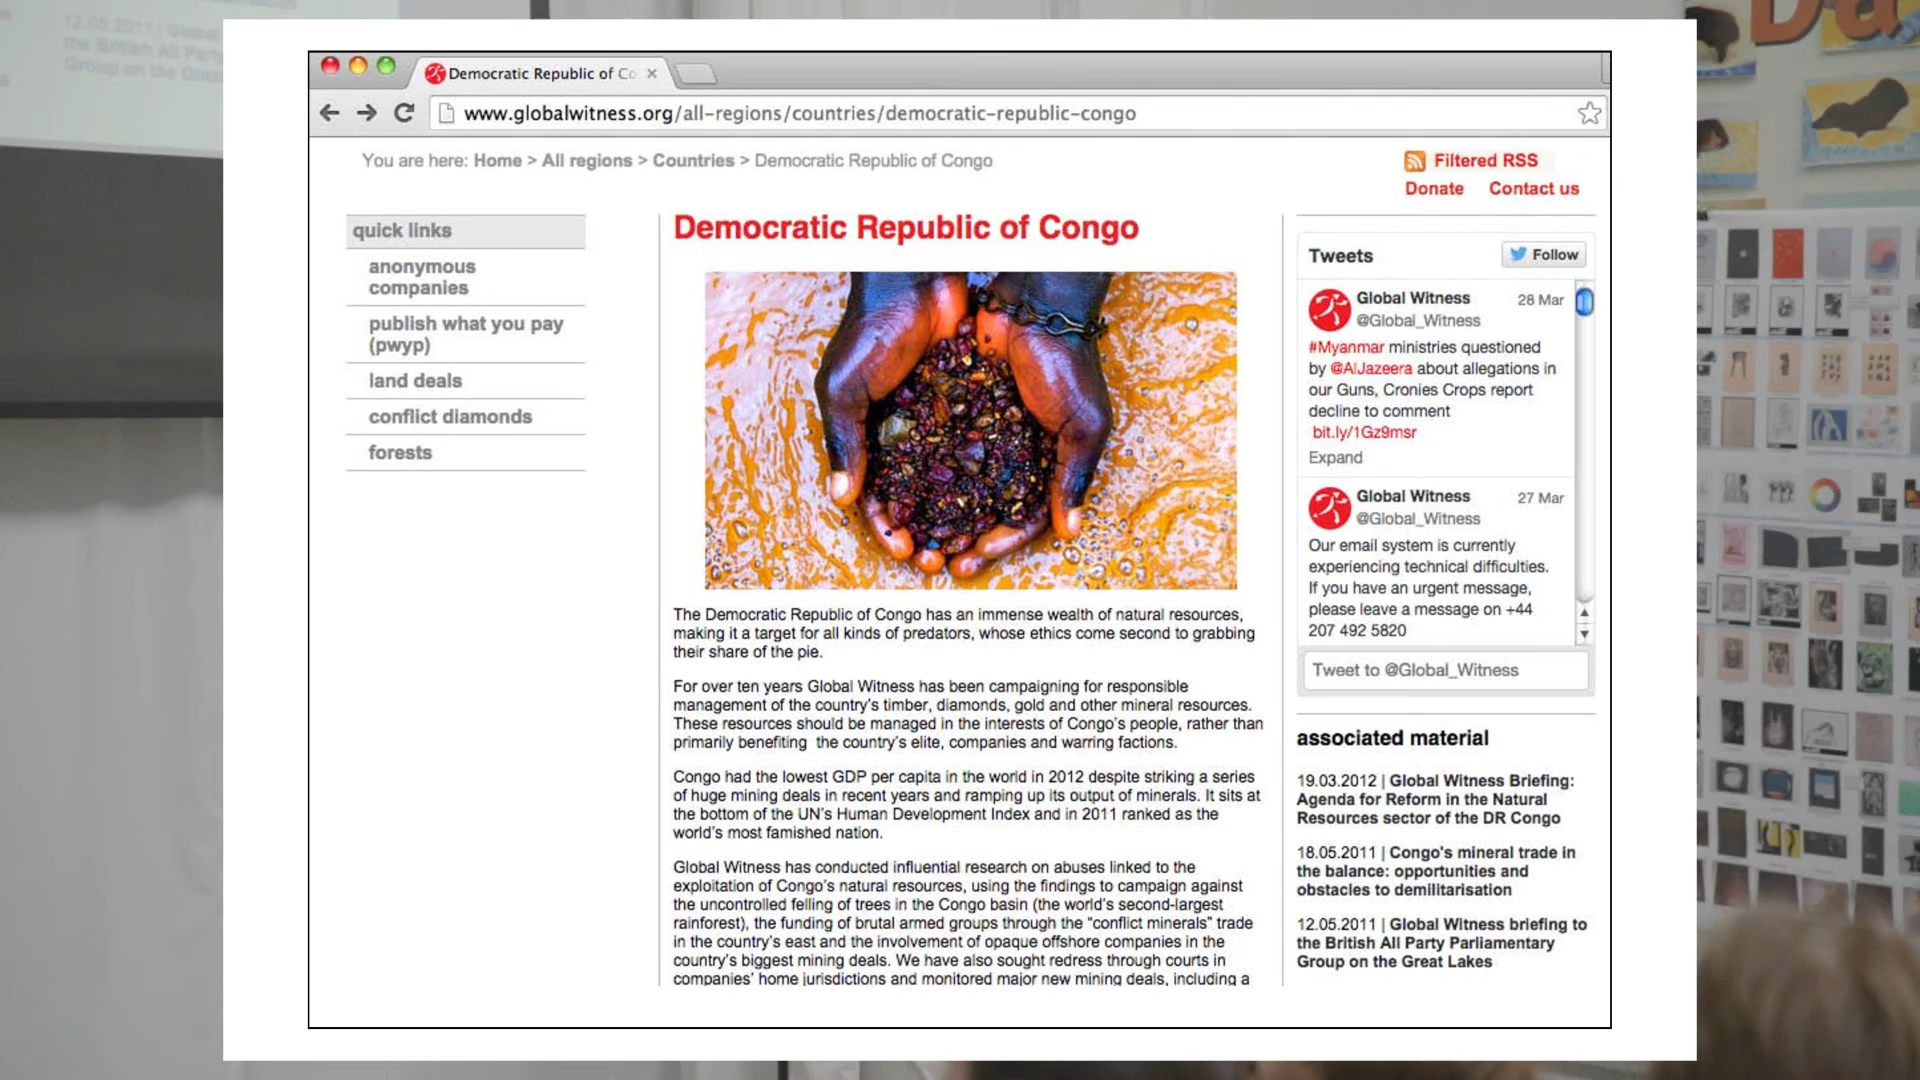 Democratic Republic of Co
www.globalwitness.org/all-regions/countries/democratic-republic-congo
You are here: Home > All regions > Countries > Democratic Republic of Congo
Filtered RSS
Donate Contact us
quick links
anonymous
companies
publish what you pay
(pwyp)
land deals
conflict diamonds
forests
Democratic Republic of Congo
The Democratic Republic of Congo has an immense wealth of natural resources,
making it a target for all kinds of predators, whose ethics come second to grabbing
their share of the pie.
For over ten years Global Witness has been campaigning for responsible
management of the country's timber, diamonds, gold and other mineral resources.
These resources should be managed in the interests of Congo's people, rather than
primarily benefiting the country's elite, companies and warring factions.
Congo had the lowest GDP per capita in the world in 2012 despite striking a series
of huge mining deals in recent years and ramping up its output of minerals. It sits at
the bottom of the UN's Human Development Index and in 2011 ranked as the
world's most famished nation.
Global Witness has conducted influential research on abuses linked to the
exploitation of Congo's natural resources, using the findings to campaign against
the uncontrolled felling of trees in the Congo basin (the world's second-largest
rainforest), the funding of brutal armed groups through the "conflict minerals" trade
in the country's east and the involvement of opaque offshore companies in the
country's biggest mining deals. We have also sought redress through courts in
companies' home jurisdictions and monitored major new mining deals, including a
Tweets
Follow
Global Witness 28 Mar
@Global_Witness
#Myanmar ministries questioned
by @AlJazeera about allegations in
our Guns, Cronies Crops report
decline to comment
bit.ly/1Gz9msr
Expand
Global Witness 27 Mar
@Global_Witness
Our email system is currently
experiencing technical difficulties.
If you have an urgent message,
please leave a message on +44
207 492 5820
Tweet to @Global_Witness
associated material
19.03.2012 | Global Witness Briefing:
Agenda for Reform in the Natural
Resources sector of the DR Congo
18.05.2011 | Congo's mineral trade in
the balance: opportunities and
obstacles to demilitarisation
12.05.2011 | Global Witness briefing to
the British All Party Parliamentary
Group on the Great Lakes
12.05.2011 | Global
the British All Party
Group on the Great
Da